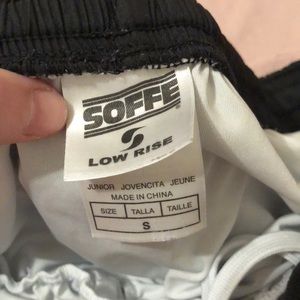 SOFFE
LOW RISE
JUNIOR JOVENCITA JEUNE
MADE IN CHINA
SIZE TALLA TAILLE
S